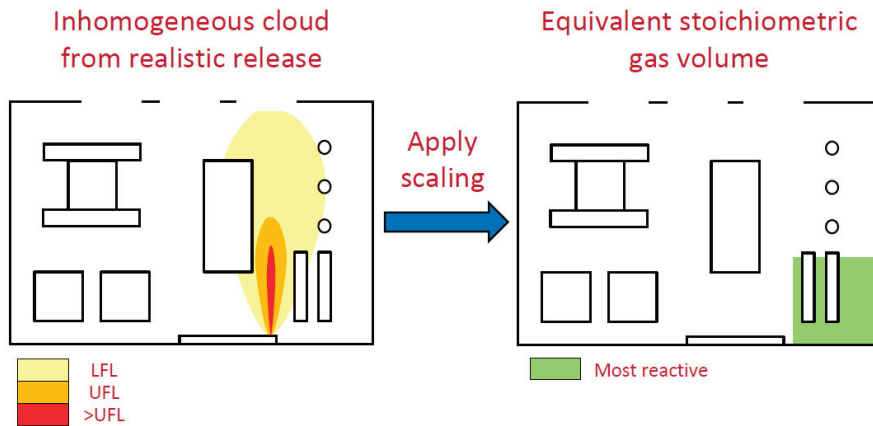 Inhomogeneous cloud
from realistic release
Equivalent stoichiometric
gas volume
Apply
scaling
LFL
UFL
>UFL
Most reactive